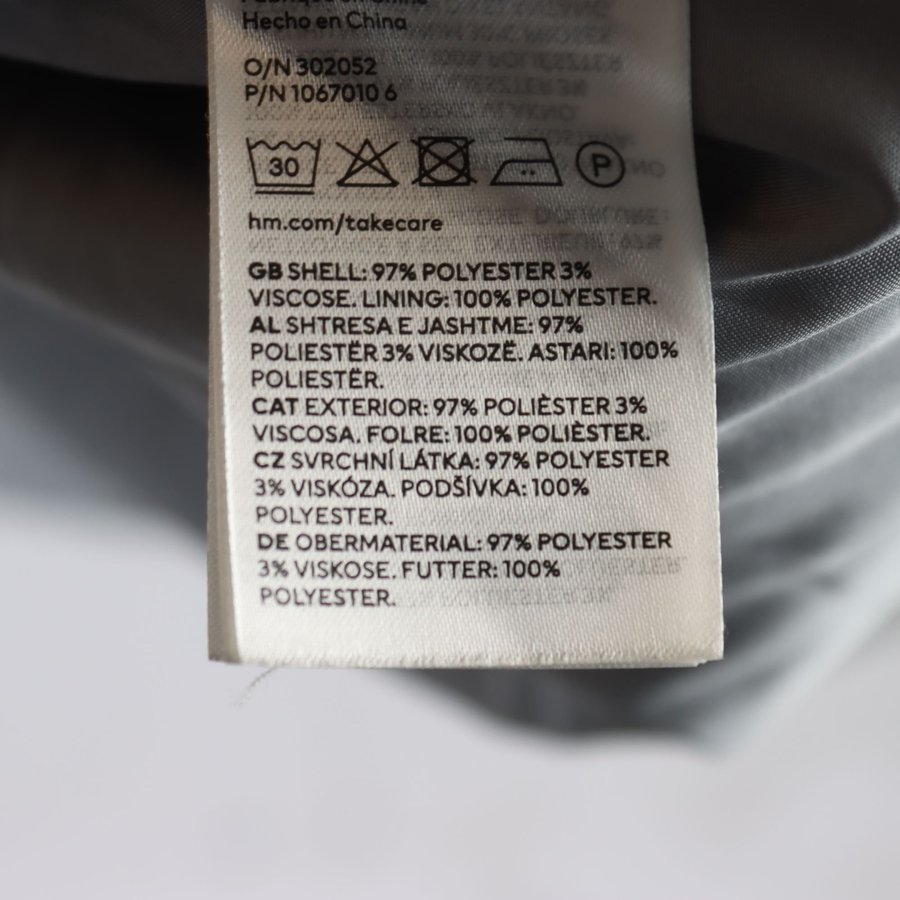 Fabriqué en Chine
Hecho en China
O/N 302052
P/N 1067010 6
30
P
hm.com/takecare
GB SHELL: 97% POLYESTER 3%
VISCOSE. LINING: 100% POLYESTER.
AL SHTRESA E JASHTME: 97%
POLIESTËR 3% VISKOZË. ASTARI: 100%
POLIESTËR.
CAT EXTERIOR: 97% POLIÈSTER 3%
VISCOSA. FOLRE: 100% POLIÈSTER.
CZ SVRCHNÍ LÁTKA: 97% POLYESTER
3% VISKÓZA. PODŠÍVKA: 100%
POLYESTER.
DE OBERMATERIAL: 97% POLYESTER
3% VISKOSE. FUTTER: 100%
POLYESTER.